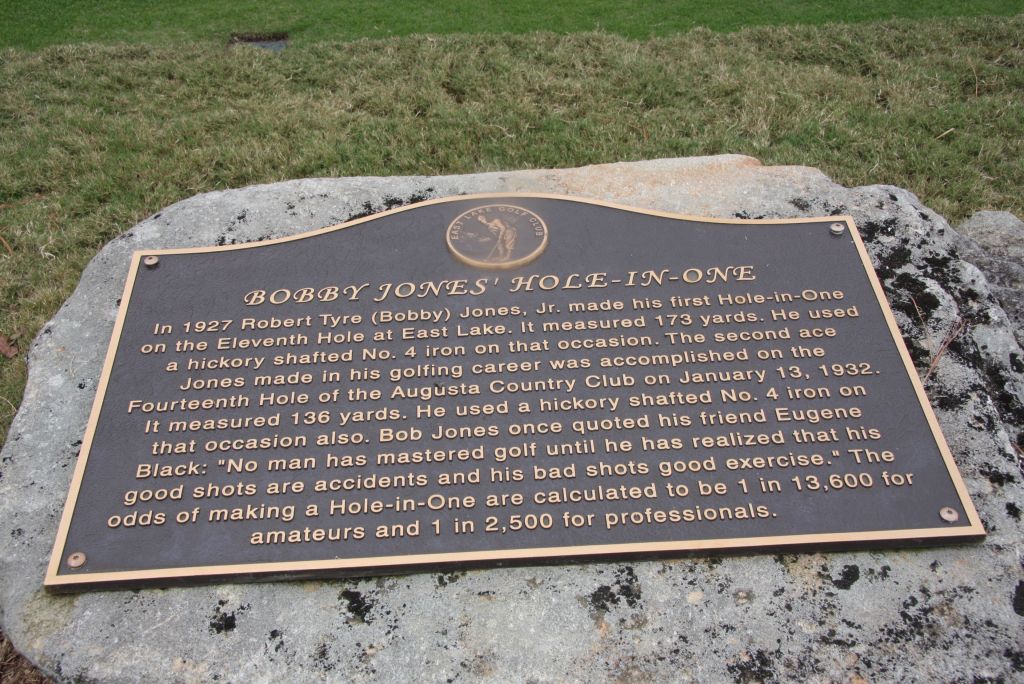 EAST LAKE GOLF CLUB
BOBBY JONES' HOLE-IN-ONE
In 1927 Robert Tyre (Bobby) Jones, Jr. made his first Hole-in-One
on the Eleventh Hole at East Lake. It measured 173 yards. He used
a hickory shafted No. 4 iron on that occasion. The second ace
Jones made in his golfing career was accomplished on the
Fourteenth Hole of the Augusta Country Club on January 13, 1932.
It measured 136 yards. He used a hickory shafted No. 4 iron on
that occasion also. Bob Jones once quoted his friend Eugene
Black: "No man has mastered golf until he has realized that his
good shots are accidents and his bad shots good exercise." The
odds of making a Hole-in-One are calculated to be 1 in 13,600 for
amateurs and 1 in 2,500 for professionals.